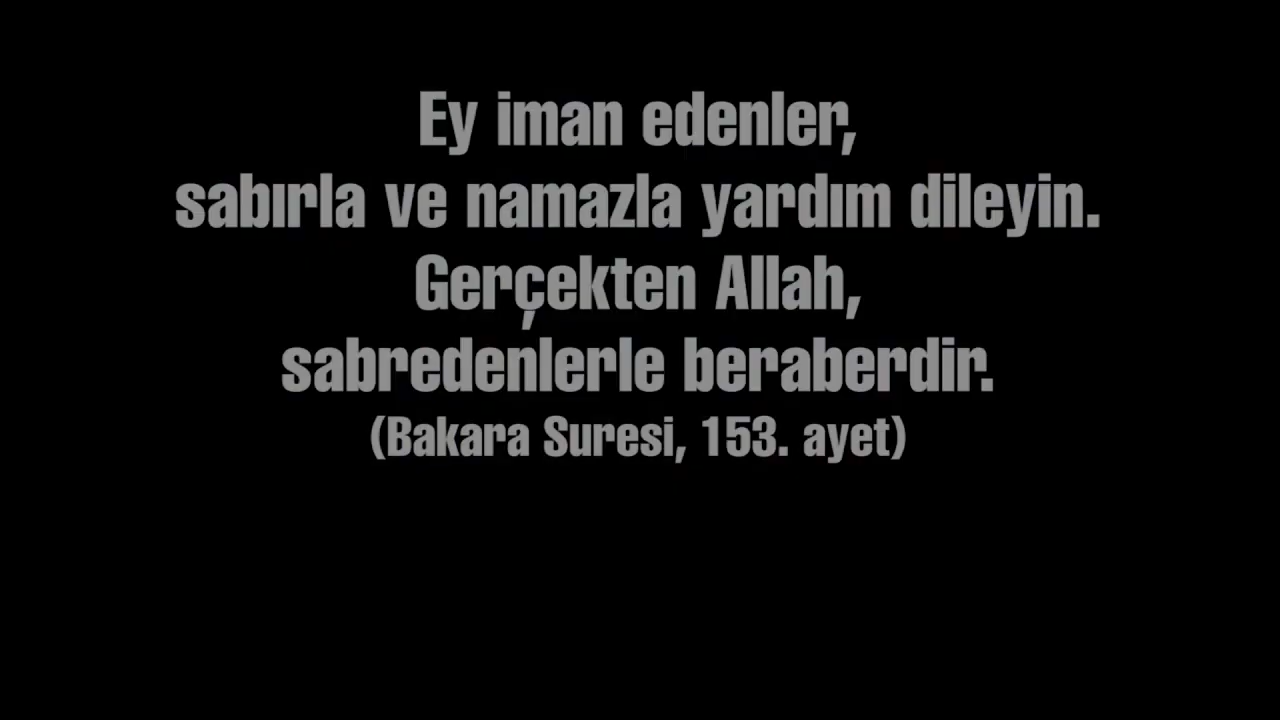 Ey iman edenler,
sabırla ve namazla yardım dileyin.
Gerçekten Allah,
sabredenlerle beraberdir.
(Bakara Suresi, 153. ayet)